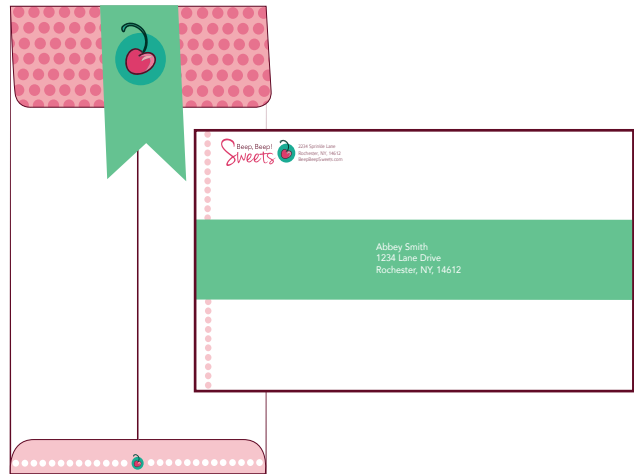 Beep, Beep!
Sweets
2234 Sprinkle Lane
Rochester, NY, 14612
BeepBeepSweets.com
Abbey Smith
1234 Lane Drive
Rochester, NY, 14612